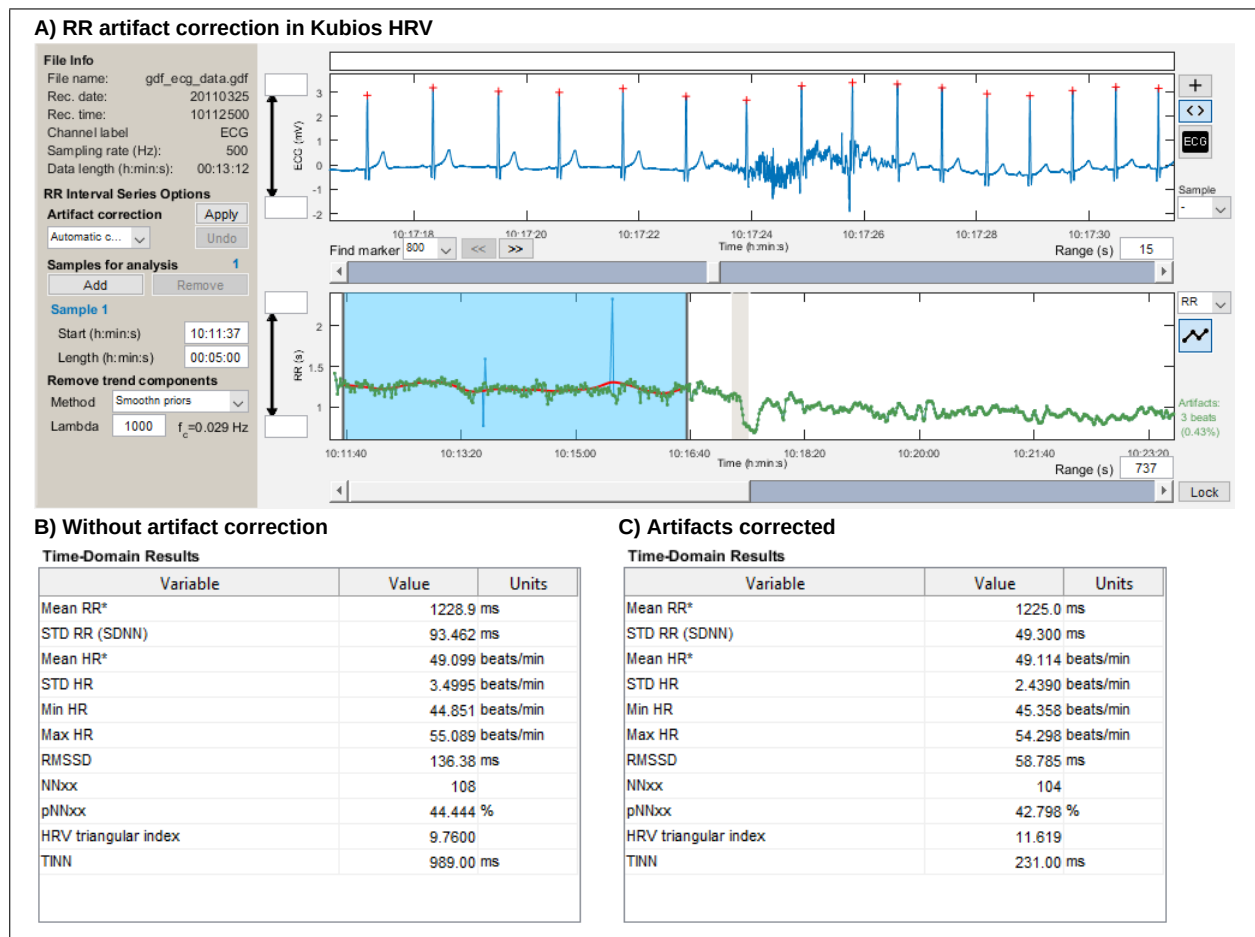 A) RR artifact correction in Kubios HRV
File Info
File name: gdf_ecg_data.gdf
Rec. date: 20110325
Rec. time: 10112500
Channel label ECG
Sampling rate (Hz): 500
Data length (h:min:s): 00:13:12
RR Interval Series Options
Artifact correction Apply
Automatic c... Undo
Samples for analysis 1
Add Remove
Sample 1
Start (h:min:s) 10:11:37
Length (h:min:s) 00:05:00
Remove trend components
Method Smoothn priors
Lambda 1000 fc=0.029 Hz
ECG (mV)
3
2
1
0
-1
-2
10:17:18 10:17:20 10:17:22 10:17:24 10:17:26 10:17:28 10:17:30
Time (h:min:s)
Find marker 800 << >>
Range (s) 15
+
<>
ECG
Sample
-
RR (s)
2
1.5
1
10:11:40 10:13:20 10:15:00 10:16:40 10:18:20 10:20:00 10:21:40 10:23:20
Time (h:min:s)
Range (s) 737
RR
Artifacts:
3 beats
(0.43%)
Lock
B) Without artifact correction
Time-Domain Results
Variable Value Units
Mean RR* 1228.9 ms
STD RR (SDNN) 93.462 ms
Mean HR* 49.099 beats/min
STD HR 3.4995 beats/min
Min HR 44.851 beats/min
Max HR 55.089 beats/min
RMSSD 136.38 ms
NNxx 108
pNNxx 44.444 %
HRV triangular index 9.7600
TINN 989.00 ms
C) Artifacts corrected
Time-Domain Results
Variable Value Units
Mean RR* 1225.0 ms
STD RR (SDNN) 49.300 ms
Mean HR* 49.114 beats/min
STD HR 2.4390 beats/min
Min HR 45.358 beats/min
Max HR 54.298 beats/min
RMSSD 58.785 ms
NNxx 104
pNNxx 42.798 %
HRV triangular index 11.619
TINN 231.00 ms